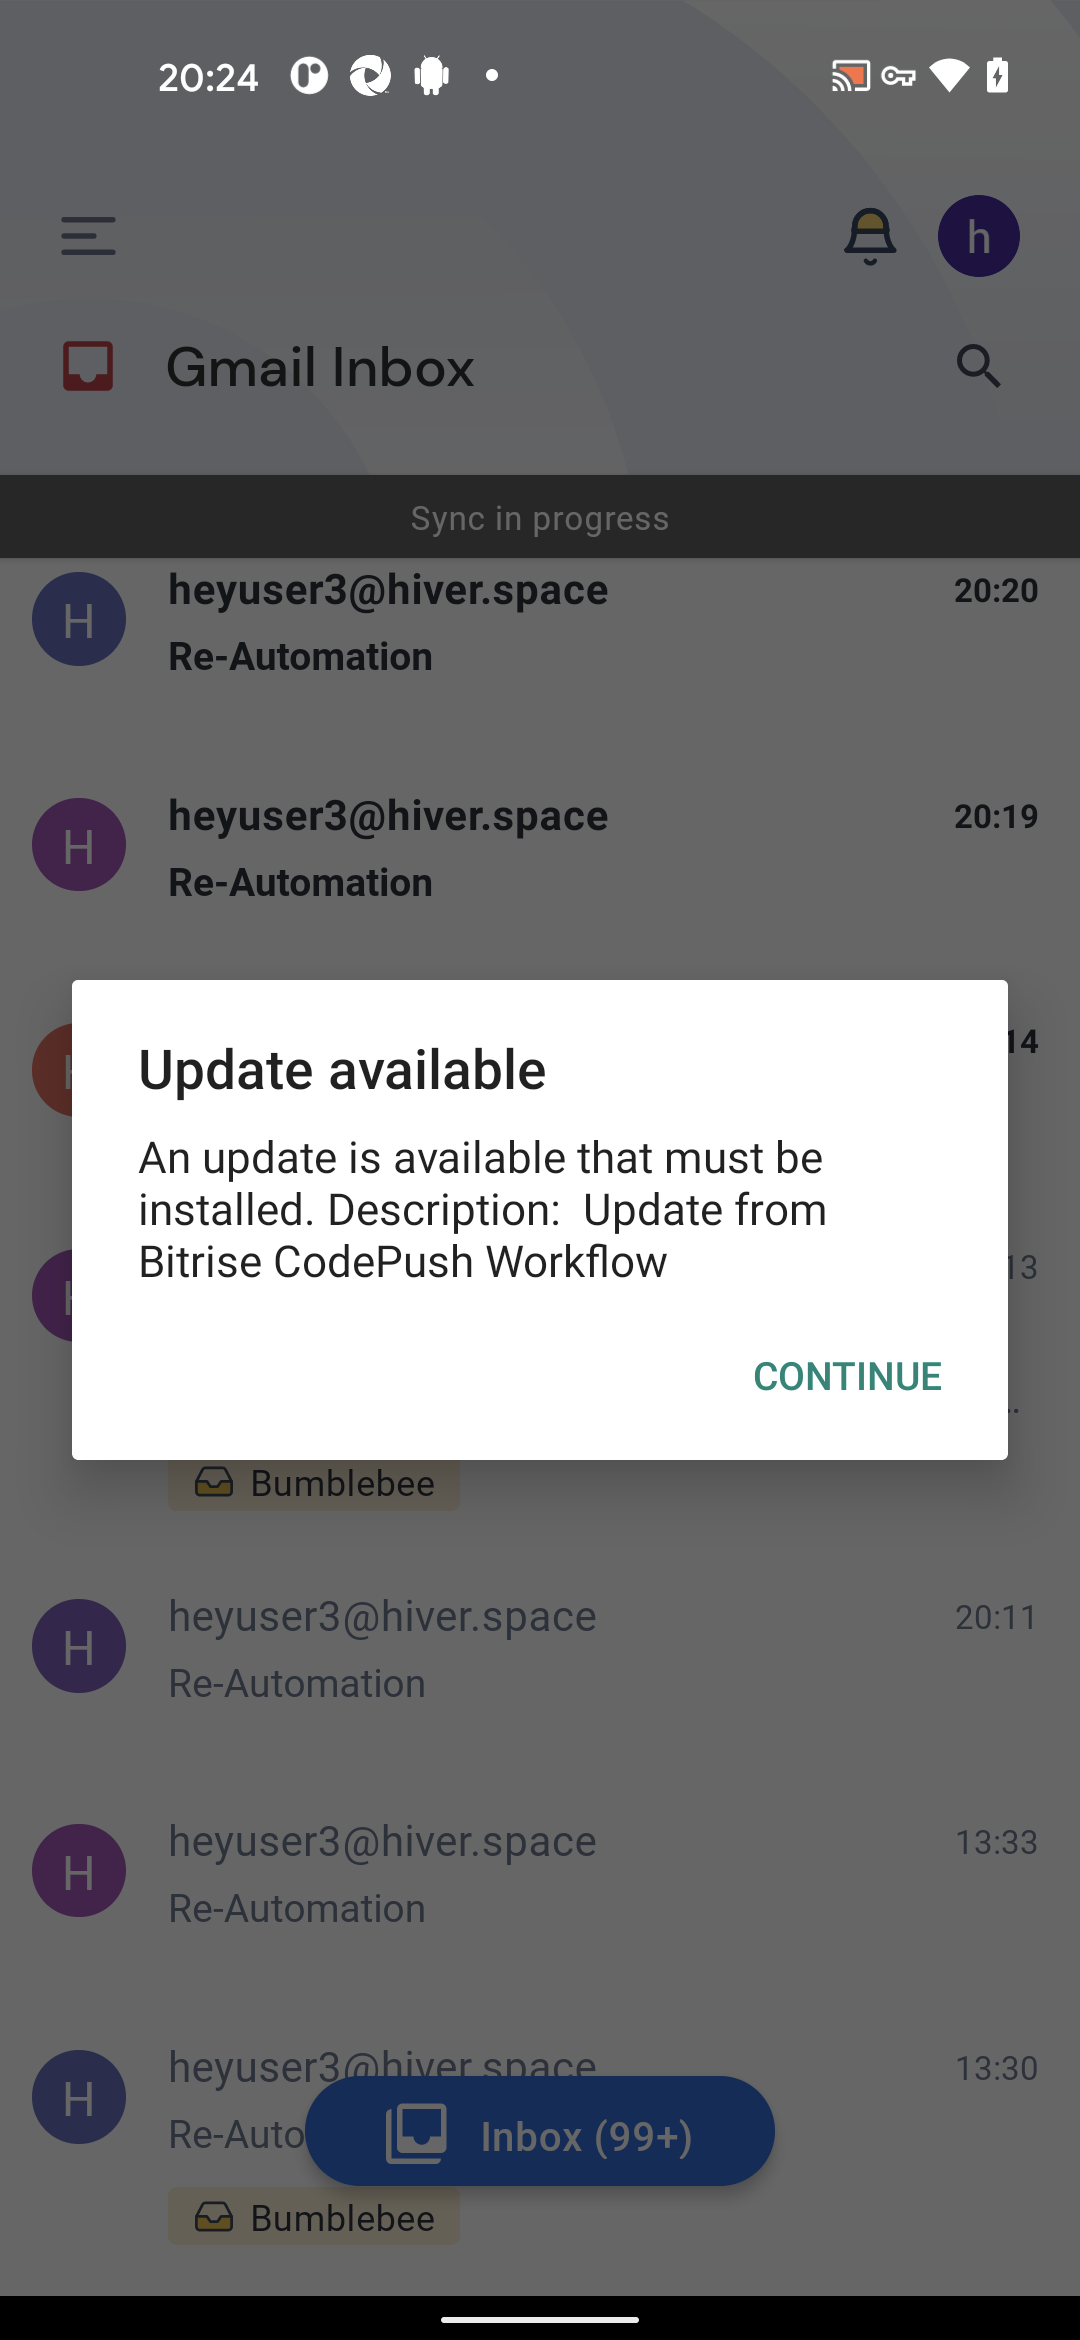 20:24
h
Gmail Inbox
Sync in progress
H heyuser3@hiver.space 20:20
Re-Automation
H heyuser3@hiver.space 20:19
Re-Automation
14
Update available
An update is available that must be
installed. Description: Update from
Bitrise CodePush Workflow
13
CONTINUE
..
Bumblebee
H heyuser3@hiver.space 20:11
Re-Automation
H heyuser3@hiver.space 13:33
Re-Automation
H heyuser3@hiver.space 13:30
Re-Auto
Inbox (99+)
Bumblebee